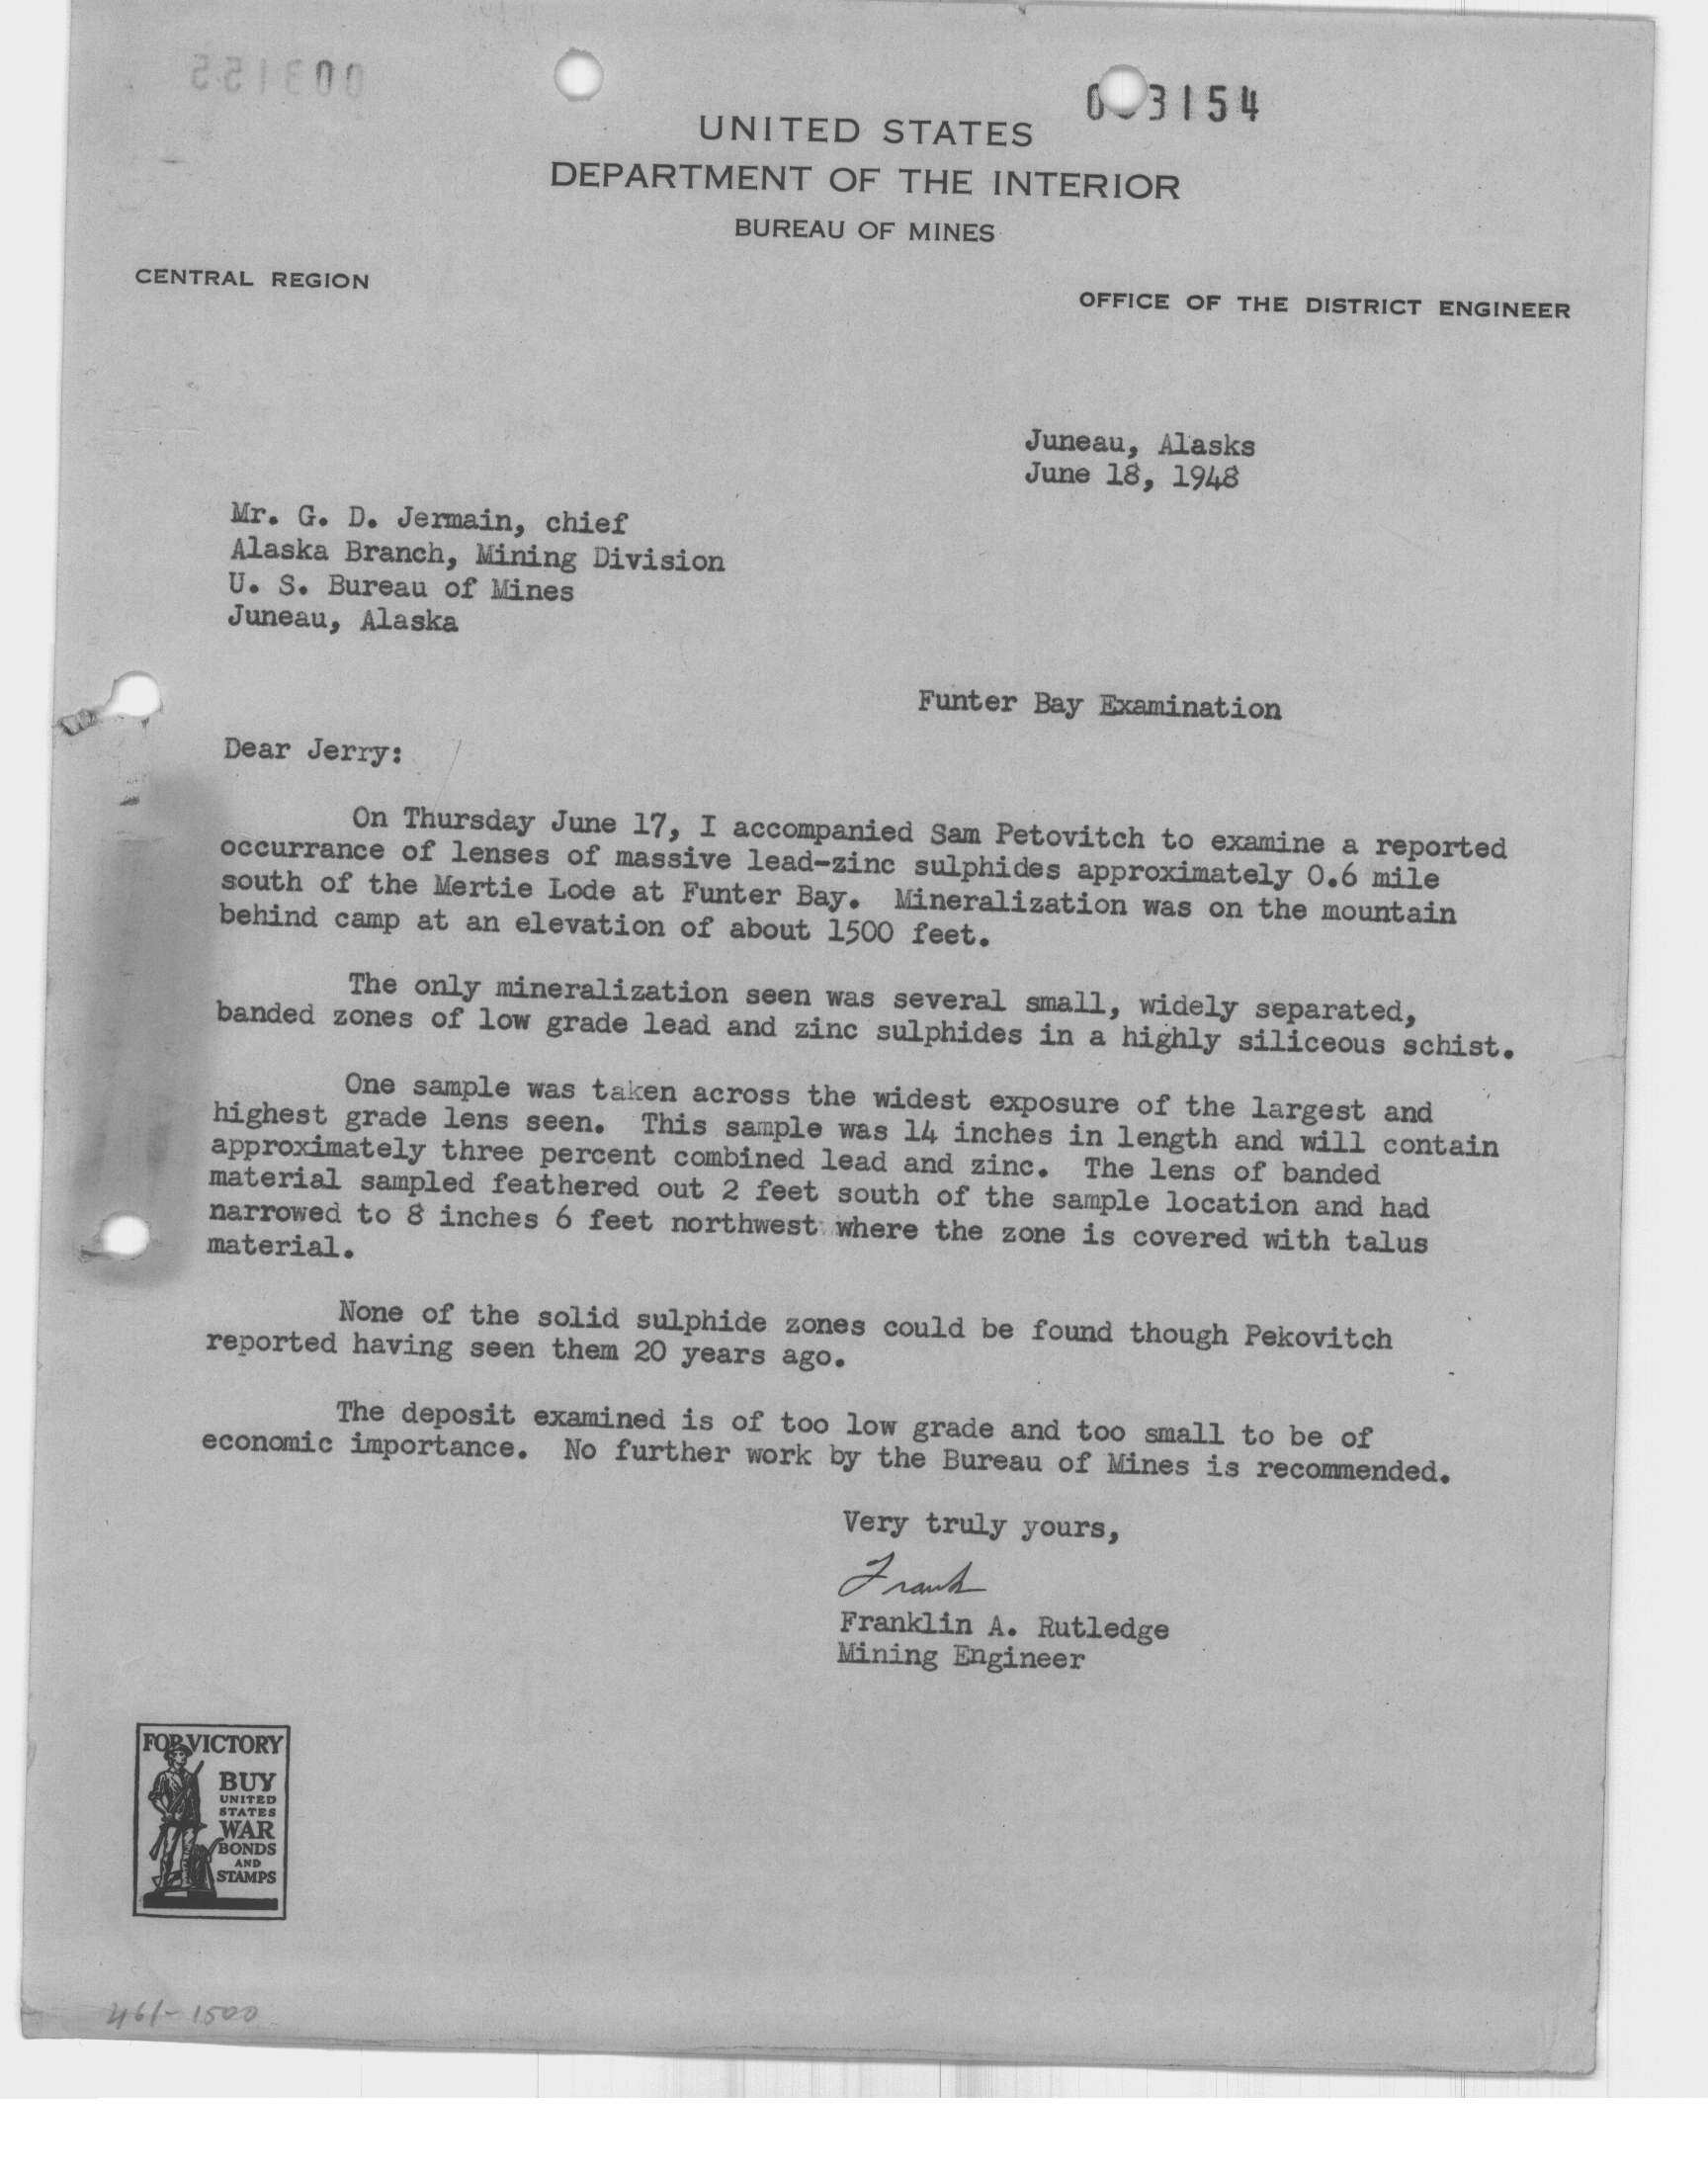 003155
003154
UNITED STATES
DEPARTMENT OF THE INTERIOR
BUREAU OF MINES
CENTRAL REGION
OFFICE OF THE DISTRICT ENGINEER
Juneau, Alasks
June 18, 1948
Mr. G. D. Jermain, chief
Alaska Branch, Mining Division
U. S. Bureau of Mines
Juneau, Alaska
Funter Bay Examination
Dear Jerry:
On Thursday June 17, I accompanied Sam Petovitch to examine a reported
occurrance of lenses of massive lead-zinc sulphides approximately 0.6 mile
south of the Mertie Lode at Funter Bay. Mineralization was on the mountain
behind camp at an elevation of about 1500 feet.
The only mineralization seen was several small, widely separated,
banded zones of low grade lead and zinc sulphides in a highly siliceous schist.
One sample was taken across the widest exposure of the largest and
highest grade lens seen. This sample was 14 inches in length and will contain
approximately three percent combined lead and zinc. The lens of banded
material sampled feathered out 2 feet south of the sample location and had
narrowed to 8 inches 6 feet northwest where the zone is covered with talus
material.
None of the solid sulphide zones could be found though Pekovitch
reported having seen them 20 years ago.
The deposit examined is of too low grade and too small to be of
economic importance. No further work by the Bureau of Mines is recommended.
Very truly yours,
Frank
Franklin A. Rutledge
Mining Engineer
FOR VICTORY
BUY
UNITED
STATES
WAR
BONDS
AND
STAMPS
461-1500